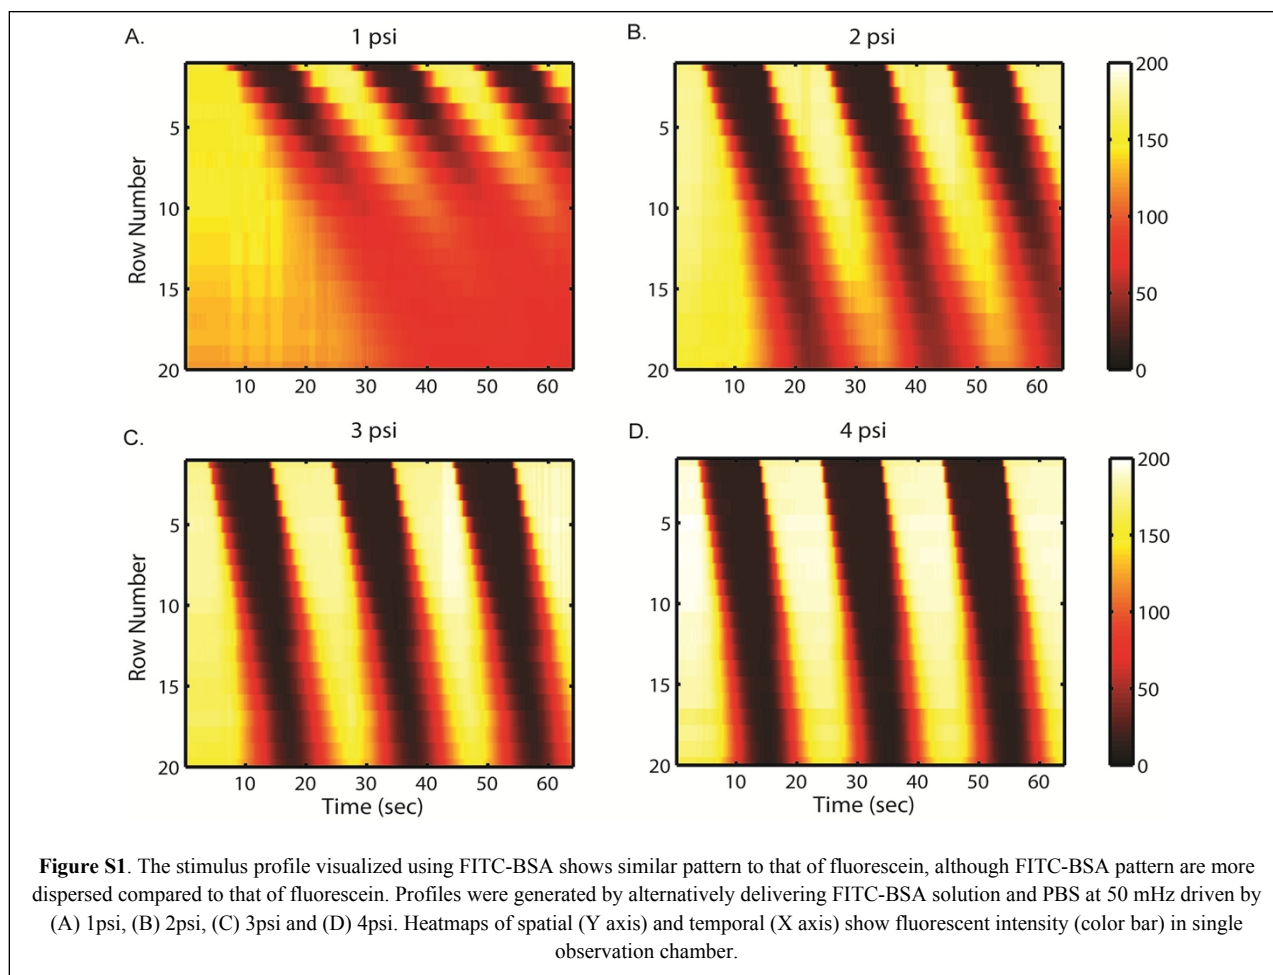 A. 1 psi B. 2 psi
Row Number
5
10
15
20
10 20 30 40 50 60
5
10
15
20
10 20 30 40 50 60
200
150
100
50
0
C. 3 psi D. 4 psi
Row Number
5
10
15
20
10 20 30 40 50 60
Time (sec)
5
10
15
20
10 20 30 40 50 60
Time (sec)
200
150
100
50
0
Figure S1. The stimulus profile visualized using FITC-BSA shows similar pattern to that of fluorescein, although FITC-BSA pattern are more
dispersed compared to that of fluorescein. Profiles were generated by alternatively delivering FITC-BSA solution and PBS at 50 mHz driven by
(A) 1psi, (B) 2psi, (C) 3psi and (D) 4psi. Heatmaps of spatial (Y axis) and temporal (X axis) show fluorescent intensity (color bar) in single
observation chamber.